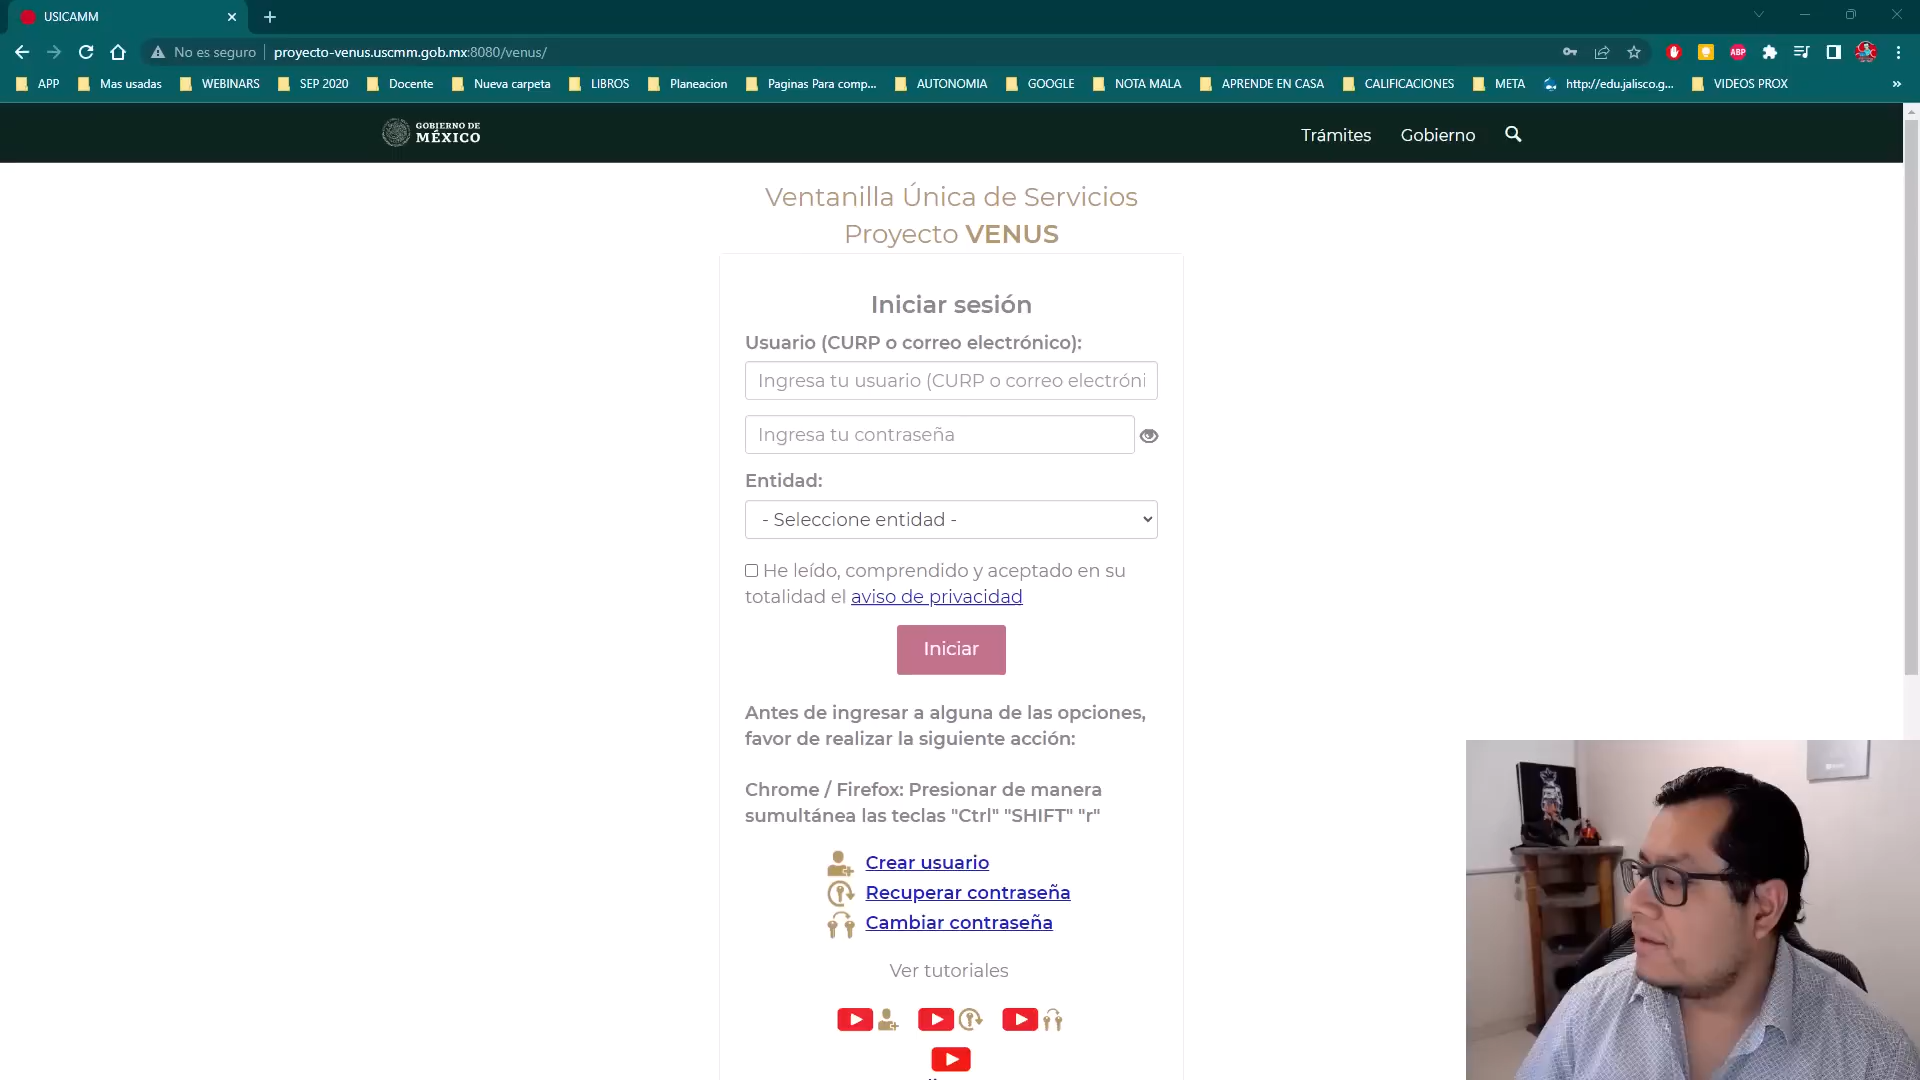 USICAMM
No es seguro
proyecto-venus.uscmm.gob.mx:8080/venus/
ABP
APP
Mas usadas
WEBINARS
SEP 2020
Docente
Nueva carpeta
LIBROS
Planeacion
Paginas Para comp...
AUTONOMIA
GOOGLE
NOTA MALA
APRENDE EN CASA
CALIFICACIONES
META
http://edu.jalisco.g...
VIDEOS PROX
»
GOBIERNO DE
MÉXICO
Trámites
Gobierno
Ventanilla Única de Servicios
Proyecto VENUS
Iniciar sesión
Usuario (CURP o correo electrónico):
Ingresa tu usuario (CURP o correo electróni
Ingresa tu contraseña
Entidad:
- Seleccione entidad -
He leído, comprendido y aceptado en su
totalidad el aviso de privacidad
Iniciar
Antes de ingresar a alguna de las opciones,
favor de realizar la siguiente acción:
Chrome / Firefox: Presionar de manera
sumultánea las teclas "Ctrl" "SHIFT" "r"
Crear usuario
Recuperar contraseña
Cambiar contraseña
Ver tutoriales